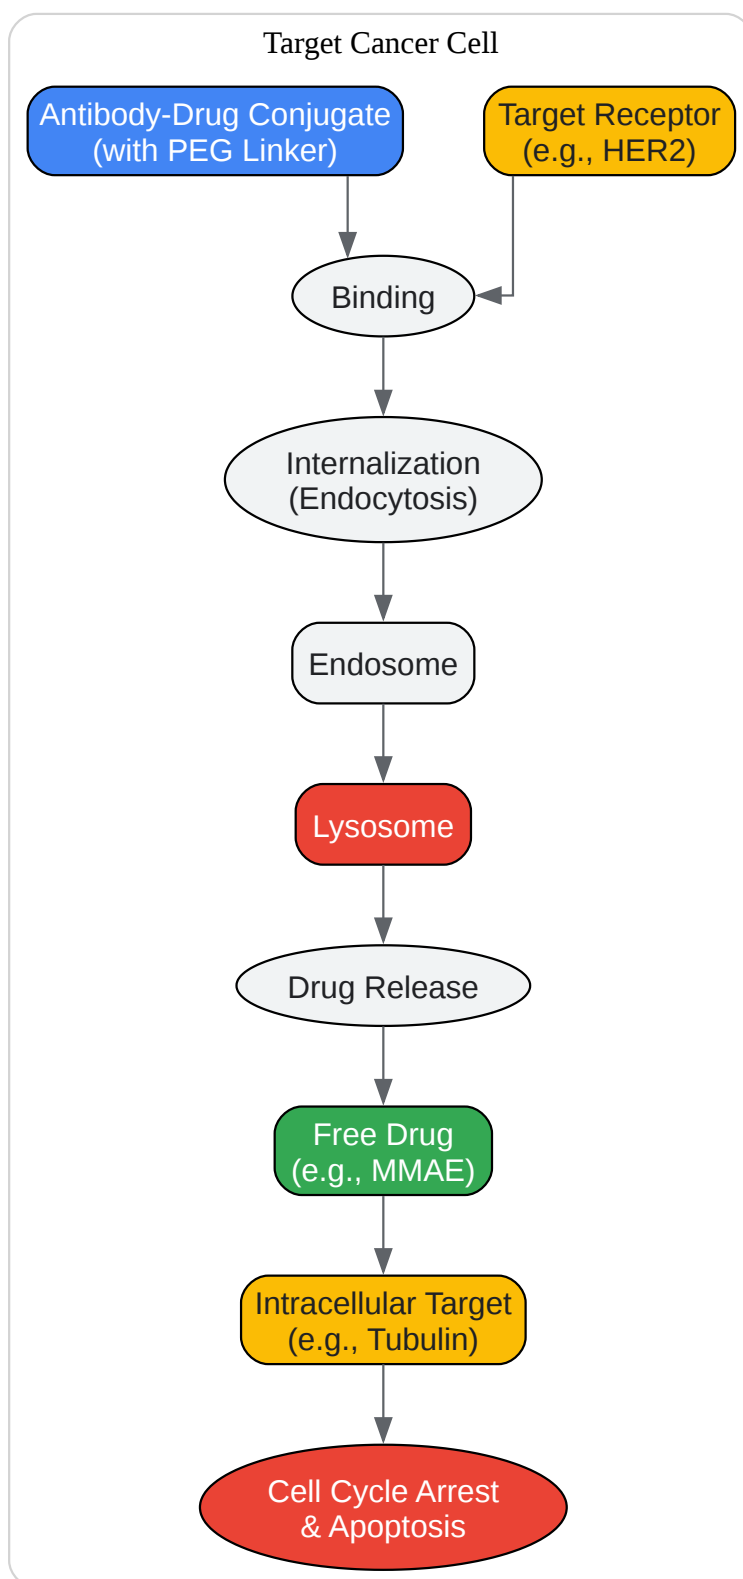 Target Cancer Cell
Antibody-Drug Conjugate
(with PEG Linker)
Target Receptor
(e.g., HER2)
Binding
Internalization
(Endocytosis)
Endosome
Lysosome
Drug Release
Free Drug
(e.g., MMAE)
Intracellular Target
(e.g., Tubulin)
Cell Cycle Arrest
& Apoptosis